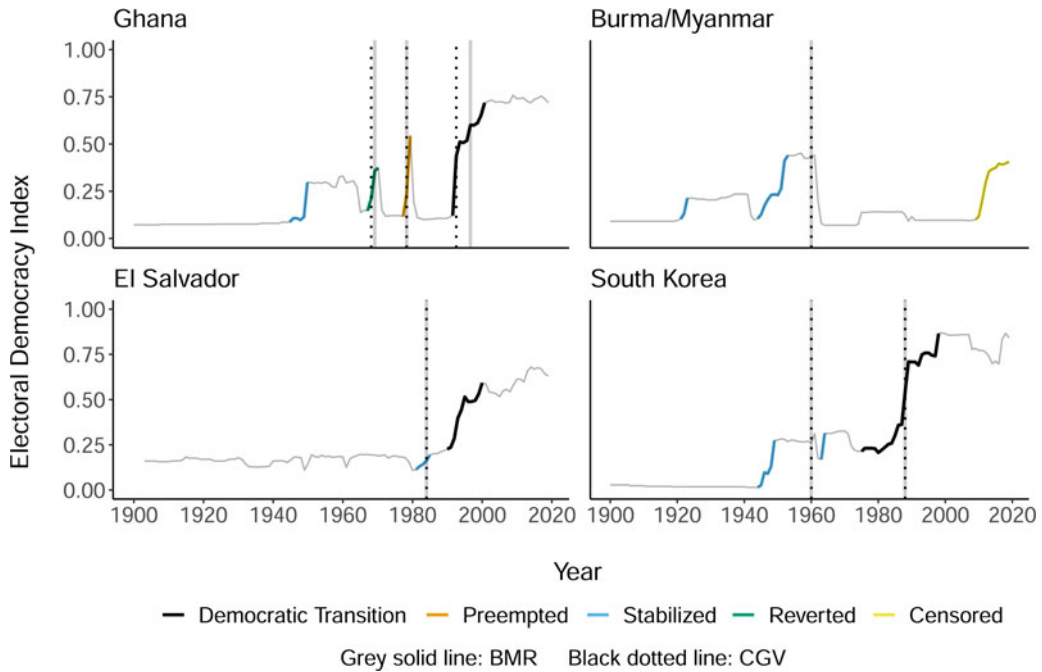 Ghana
Burma/Myanmar
1.00
0.75
0.50
0.25
0.00
El Salvador
South Korea
1.00
0.75
0.50
0.25
0.00
Electoral Democracy Index
1900 1920 1940 1960 1980 2000 2020
1900 1920 1940 1960 1980 2000 2020
Year
Democratic Transition Preempted Stabilized Reverted Censored
Grey solid line: BMR Black dotted line: CGV